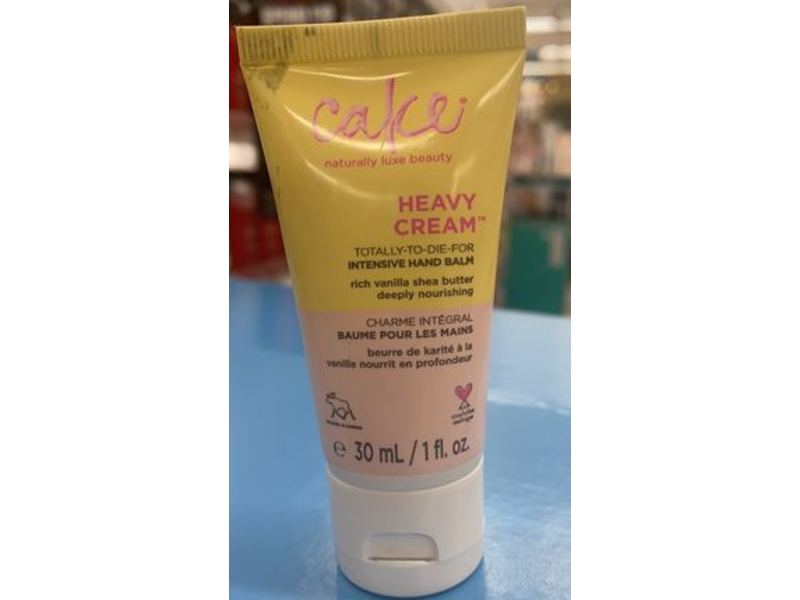 cake
naturally luxe beauty
HEAVY
CREAM™
TOTALLY-TO-DIE-FOR
INTENSIVE HAND BALM
rich vanilla shea butter
deeply nourishing
CHARME INTÉGRAL
BAUME POUR LES MAINS
beurre de karité à la
vanille nourrit en profondeur
℮ 30 mL / 1 fl. oz.